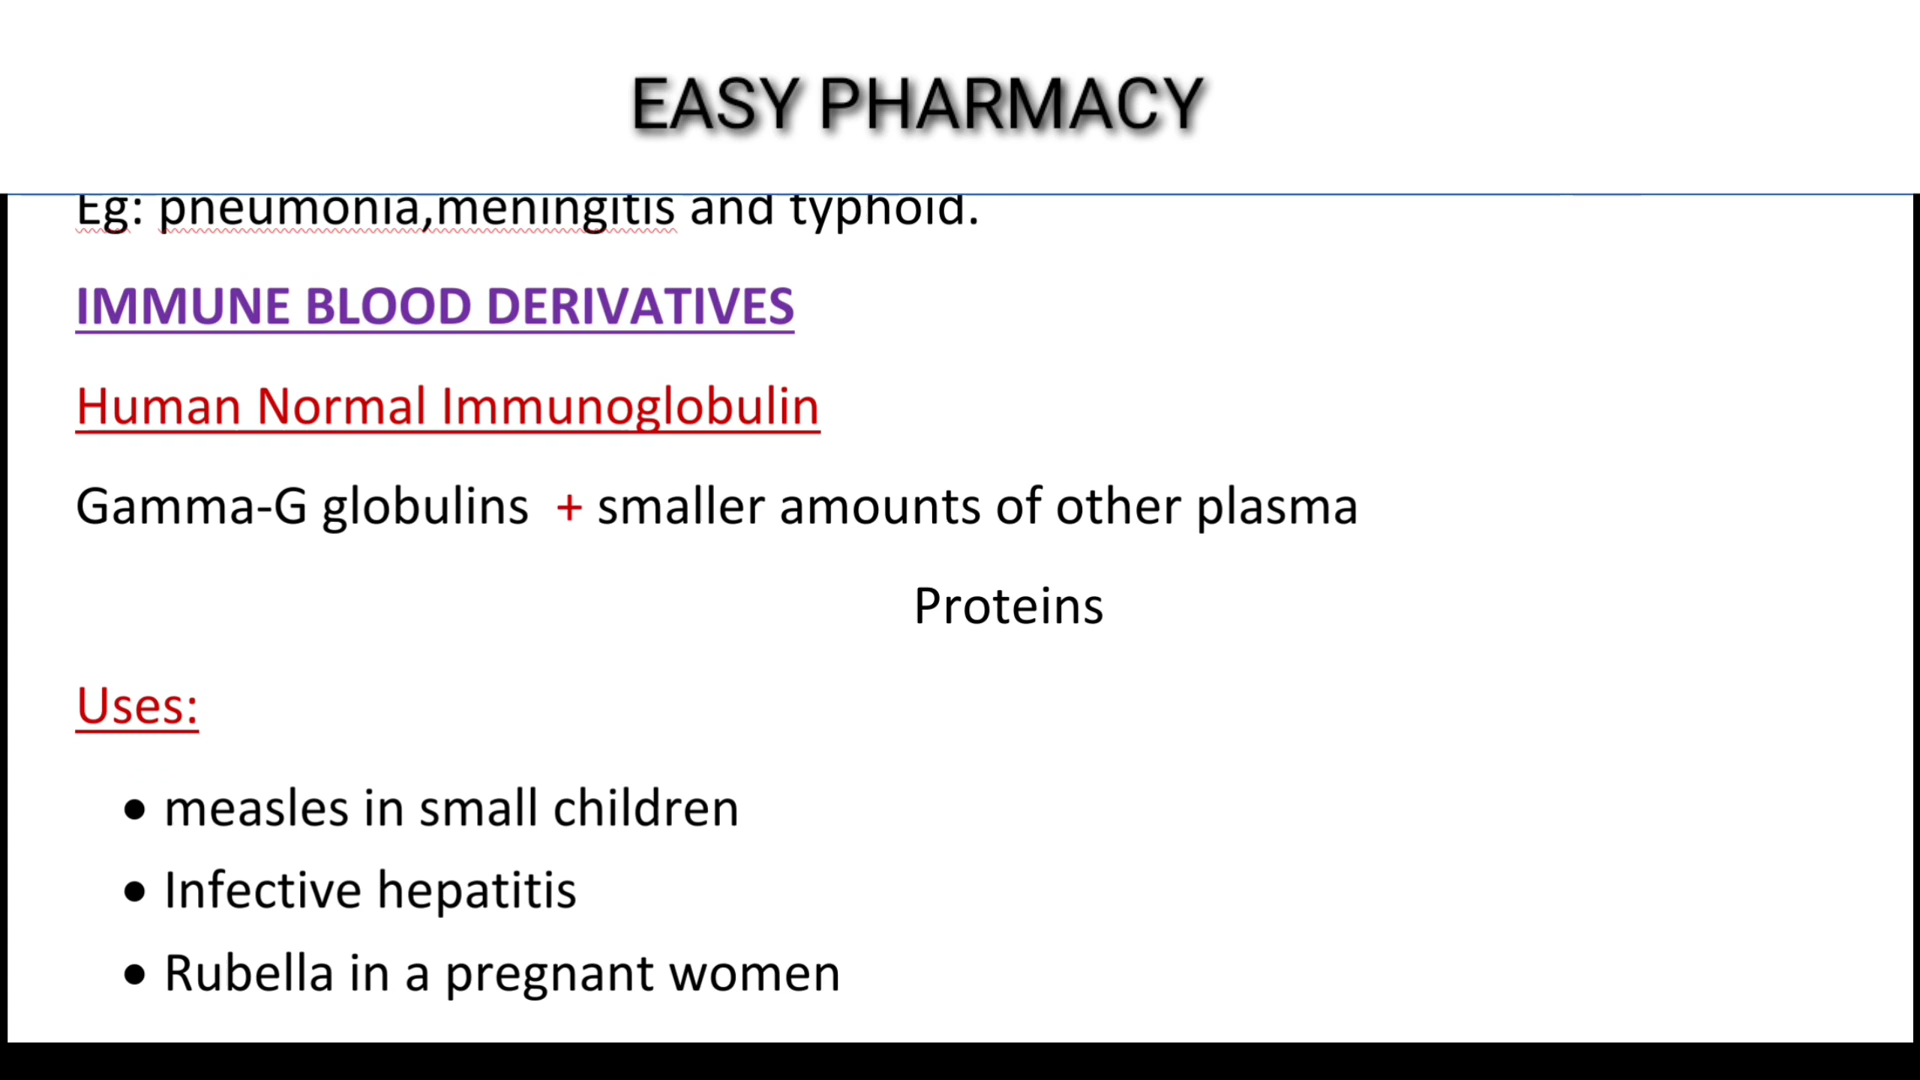 EASY PHARMACY
Eg: pneumonia,meningitis and typhoid.
IMMUNE BLOOD DERIVATIVES
Human Normal Immunoglobulin
Gamma-G globulins + smaller amounts of other plasma
Proteins
Uses:
• measles in small children
• Infective hepatitis
• Rubella in a pregnant women